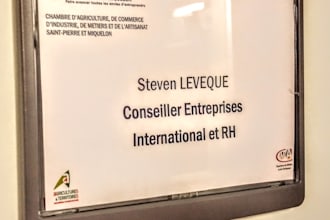 CHAMBRE D'AGRICULTURE, DE COMMERCE
D'INDUSTRIE, DE METIERS ET DE L'ARTISANAT
SAINT-PIERRE ET MIQUELON
Steven LEVEQUE
Conseiller Entreprises
International et RH
AGRICULTURES
& TERRITOIRES